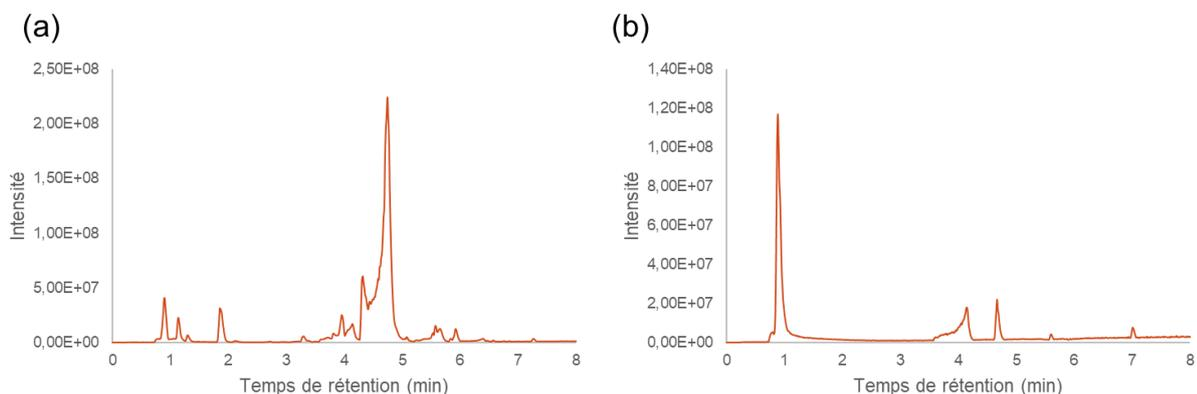 (a)
2,50E+08
2,00E+08
1,50E+08
1,00E+08
5,00E+07
0,00E+00
Intensité
0 1 2 3 4 5 6 7 8
Temps de rétention (min)
(b)
1,40E+08
1,20E+08
1,00E+08
8,00E+07
6,00E+07
4,00E+07
2,00E+07
0,00E+00
Intensité
0 1 2 3 4 5 6 7 8
Temps de rétention (min)